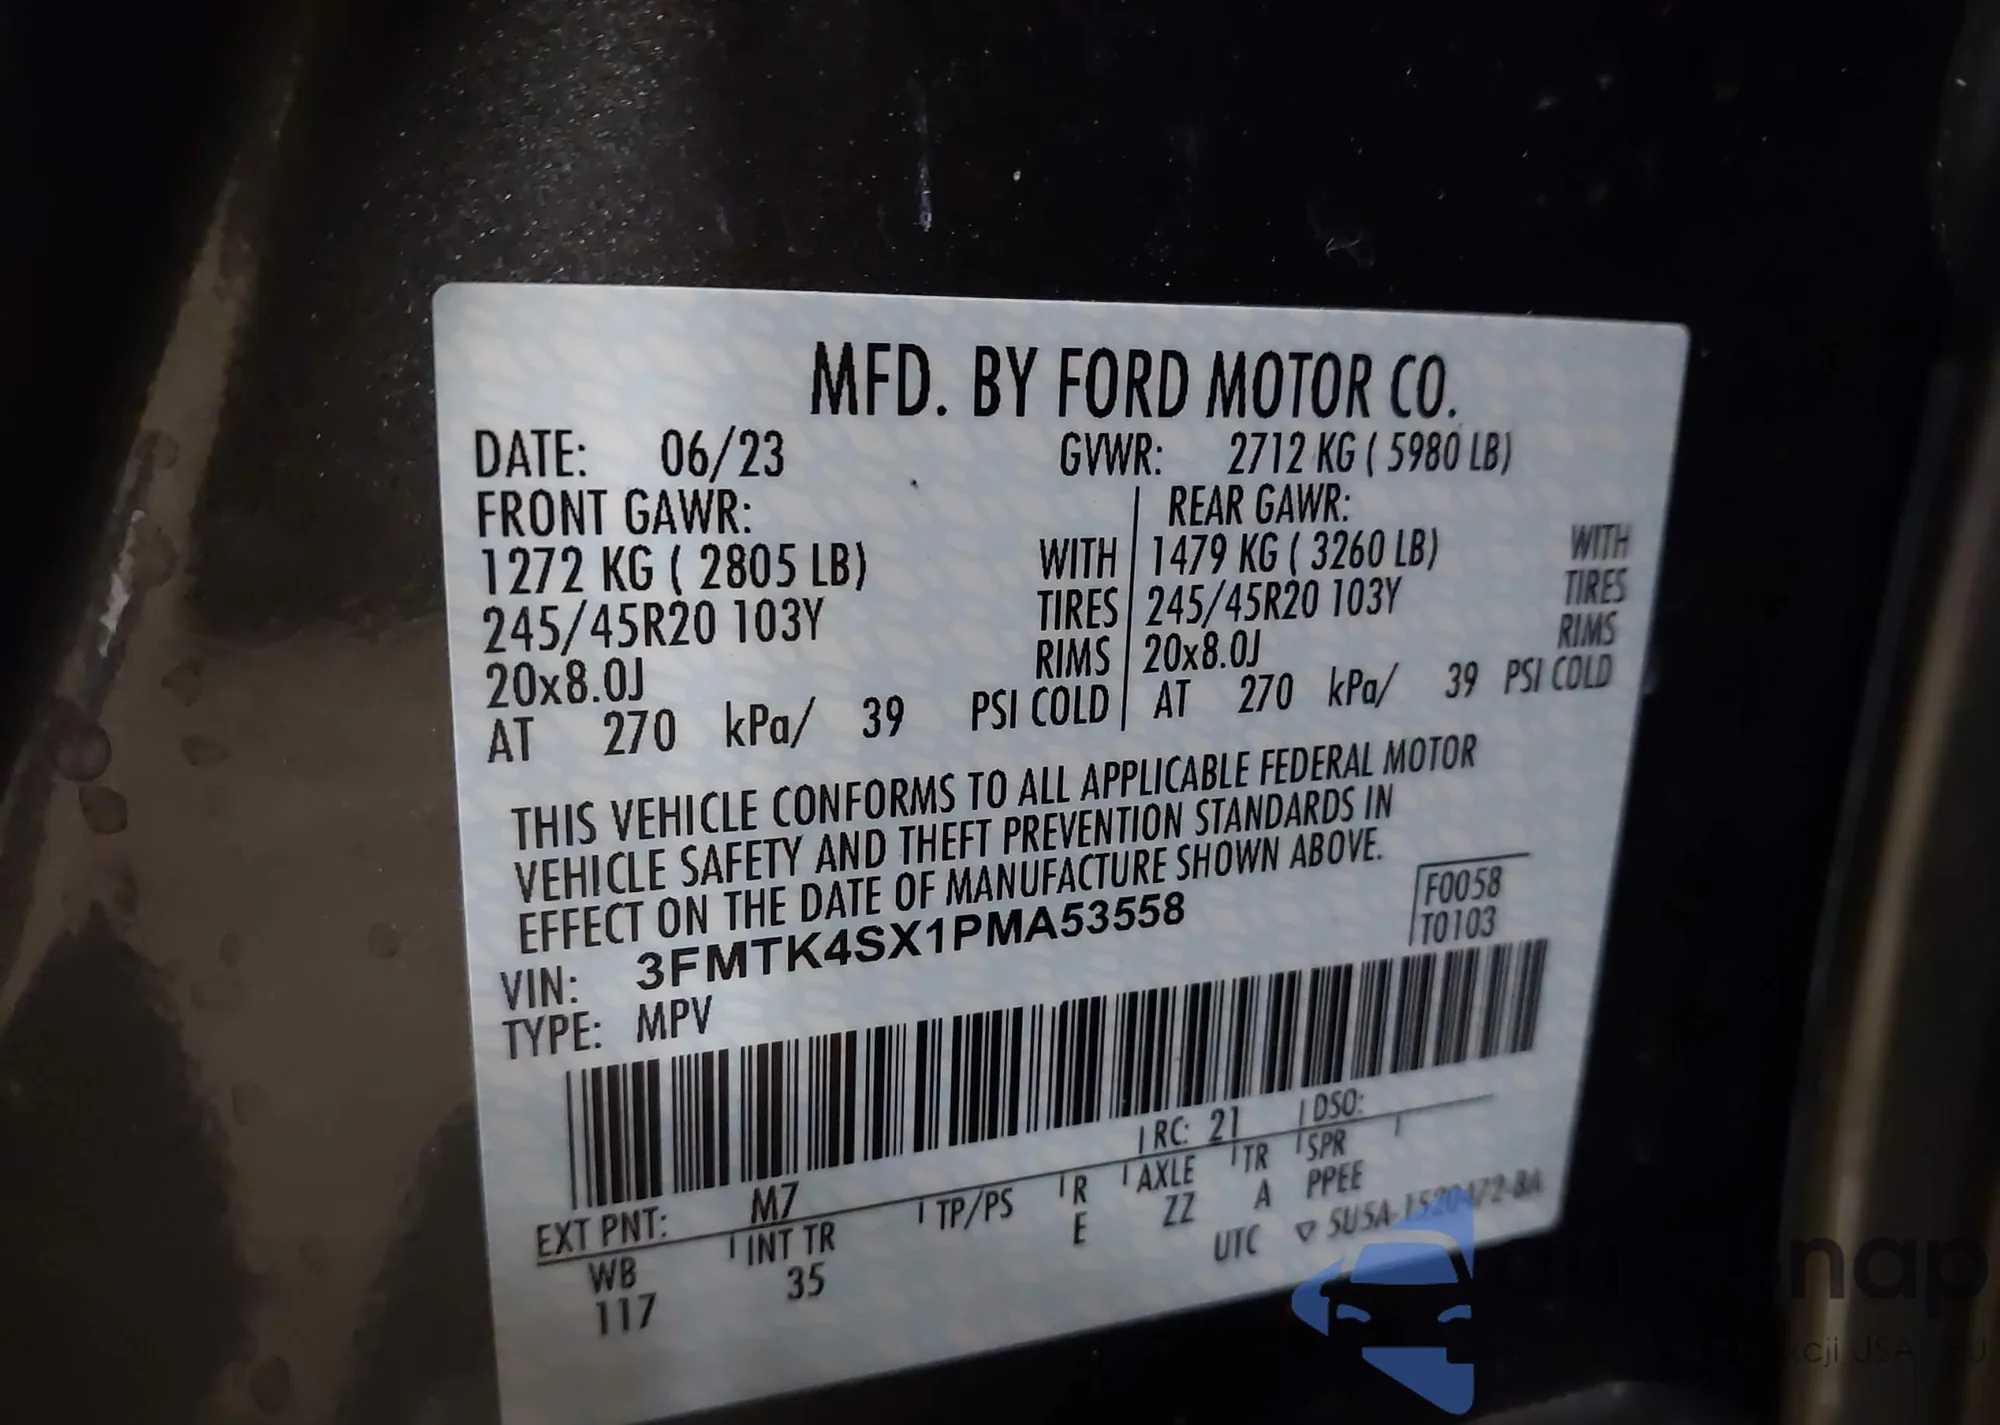 MFD. BY FORD MOTOR CO.
DATE: 06/23 GVWR: 2712 KG ( 5980 LB)
FRONT GAWR: REAR GAWR:
1272 KG ( 2805 LB) WITH 1479 KG ( 3260 LB) WITH
245/45R20 103Y TIRES 245/45R20 103Y TIRES
20x8.0J RIMS 20x8.0J RIMS
AT 270 kPa/ 39 PSI COLD AT 270 kPa/ 39 PSI COLD
THIS VEHICLE CONFORMS TO ALL APPLICABLE FEDERAL MOTOR
VEHICLE SAFETY AND THEFT PREVENTION STANDARDS IN
EFFECT ON THE DATE OF MANUFACTURE SHOWN ABOVE.
F0058
T0103
VIN: 3FMTK4SX1PMA53558
TYPE: MPV
EXT PNT: M7 RC: 21 DSO:
WB INT TR TP/PS R AXLE TR SPR
117 35 E ZZ A PPEE
UTC
USA